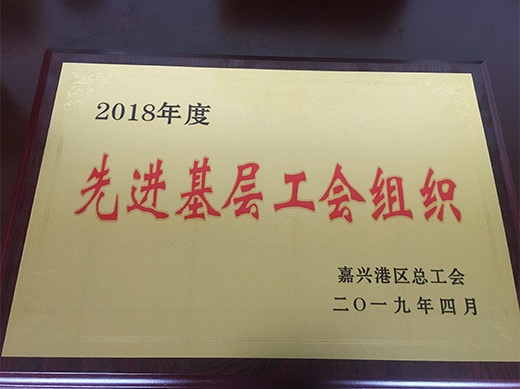 2018年度
先进基层工会组织
嘉兴港区总工会
二〇一九年四月